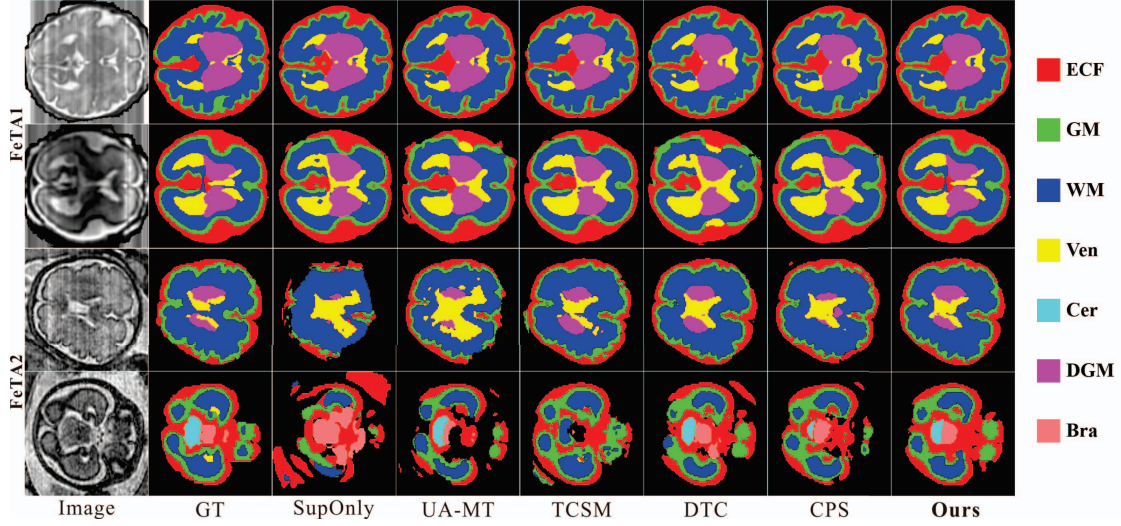 FeTA1
FeTA2
ECF
GM
WM
Ven
Cer
DGM
Bra
Image GT SupOnly UA-MT TCSM DTC CPS Ours